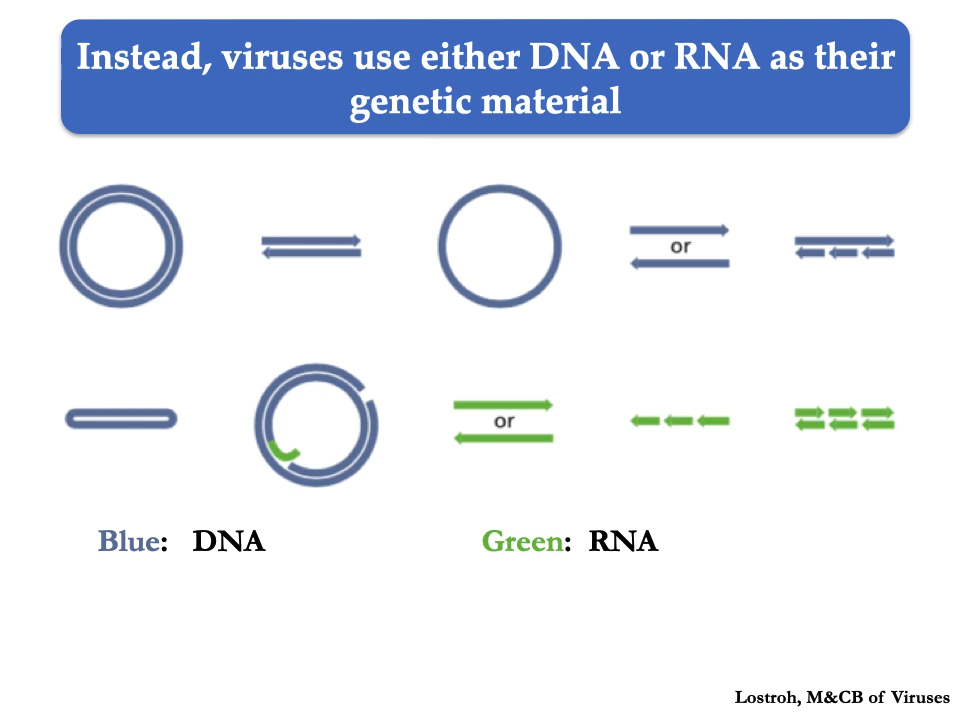 Instead, viruses use either DNA or RNA as their
genetic material
or
or
Blue: DNA
Green: RNA
Lostroh, M&CB of Viruses